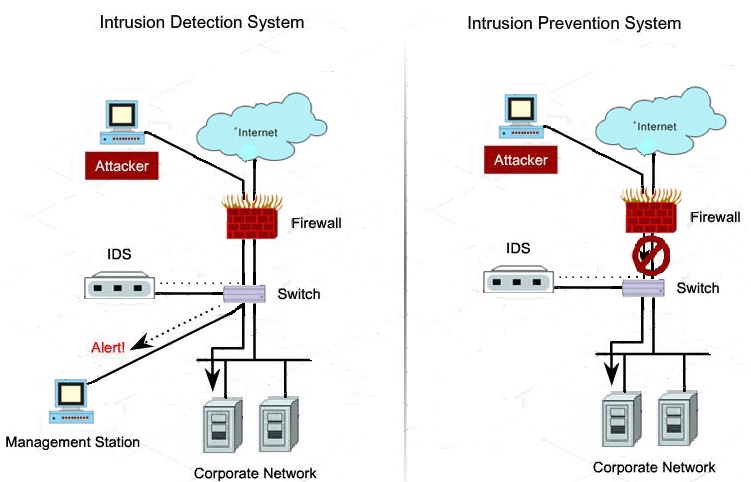 Intrusion Detection System
Internet
Attacker
Firewall
IDS
Switch
Alert!
Management Station
Corporate Network
Intrusion Prevention System
Internet
Attacker
Firewall
IDS
Switch
Corporate Network